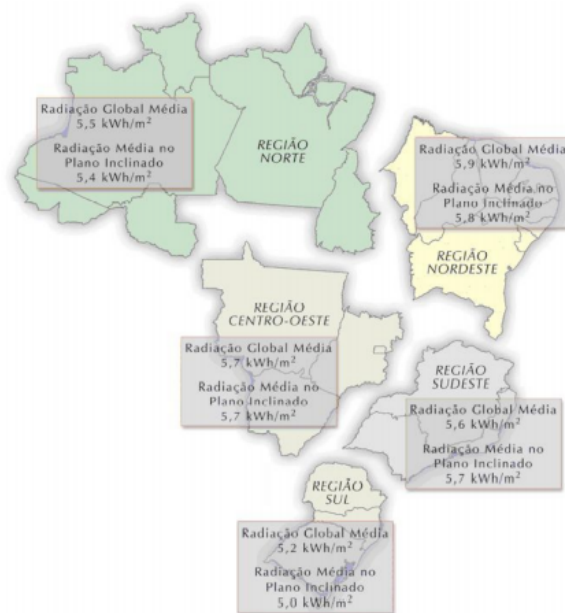 Radiação Global Média
5,5 kWh/m²
Radiação Média no
Plano Inclinado
5,4 kWh/m²
REGIÃO
NORTE
Radiação Global Média
5,9 kWh/m²
Radiação Média no
Plano Inclinado
5,8 kWh/m²
REGIÃO
NORDESTE
REGIÃO
CENTRO-OESTE
Radiação Global Média
5,7 kWh/m²
Radiação Média no
Plano Inclinado
5,7 kWh/m²
REGIÃO
SUDESTE
Radiação Global Média
5,6 kWh/m²
Radiação Média no
Plano Inclinado
5,7 kWh/m²
REGIÃO
SUL
Radiação Global Média
5,2 kWh/m²
Radiação Média no
Plano Inclinado
5,0 kWh/m²